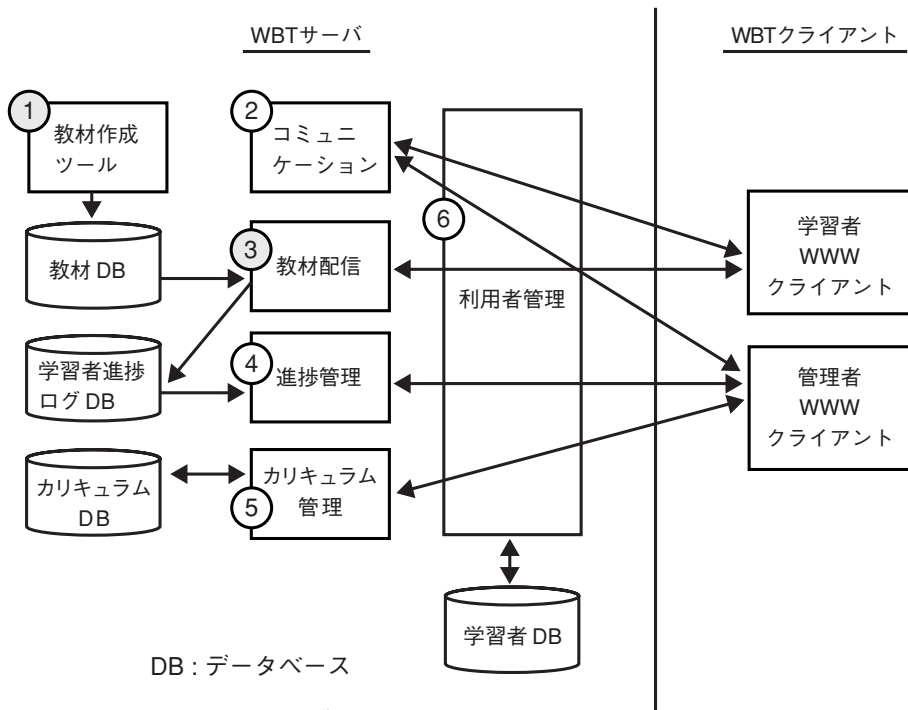 WBTサーバ
WBTクライアント
1
教材作成
ツール
2
コミュニ
ケーション
教材 DB
3
教材配信
6
利用者管理
学習者
WWW
クライアント
学習者進捗
ログ DB
4
進捗管理
管理者
WWW
クライアント
カリキュラム
DB
5
カリキュラム
管理
学習者 DB
DB : データベース